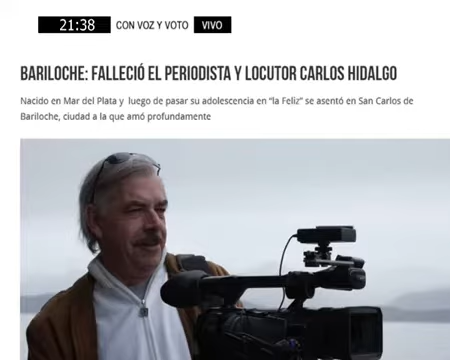 21:38 CON VOZ Y VOTO VIVO
BARILOCHE: FALLECIÓ EL PERIODISTA Y LOCUTOR CARLOS HIDALGO
Nacido en Mar del Plata y luego de pasar su adolescencia en “la Feliz” se asentó en San Carlos de
Bariloche, ciudad a la que amó profundamente